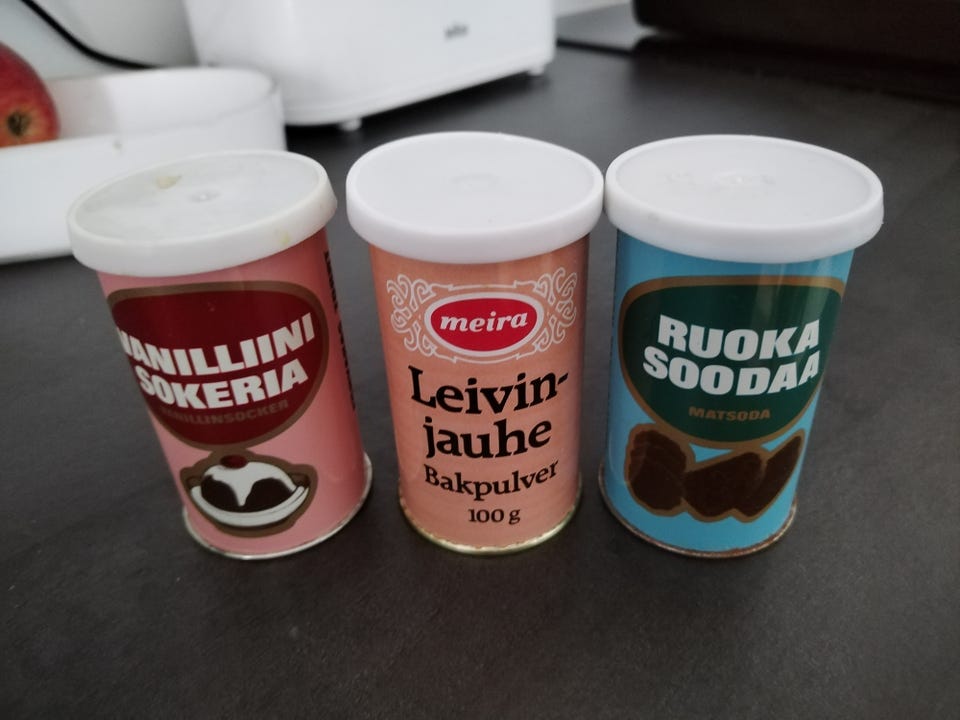 VANILLIINI
SOKERIA
VANILLINSOCKER
meira
Leivin-
jauhe
Bakpulver
100 g
RUOKA
SOODAA
MATSODA